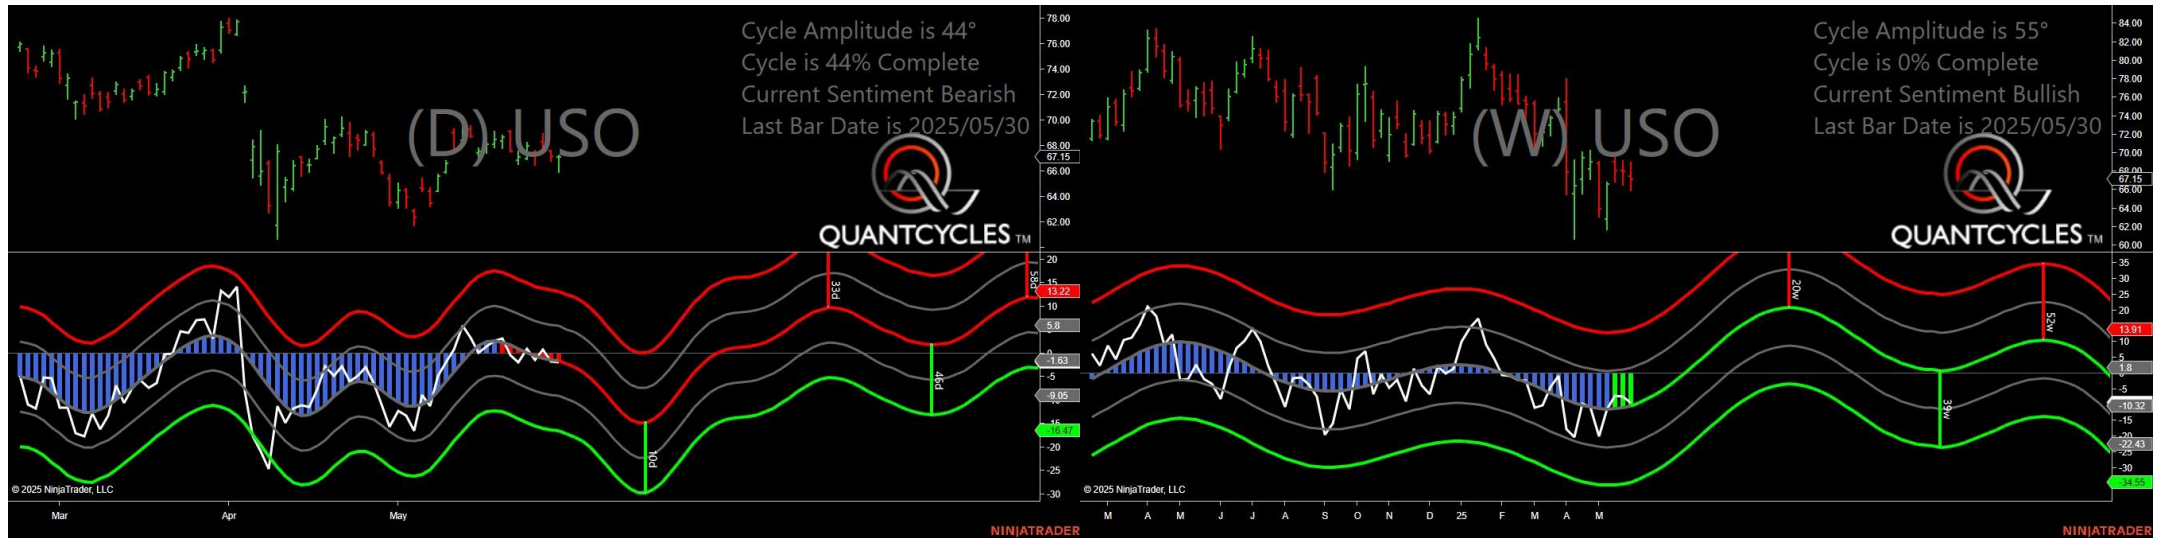 Cycle Amplitude is 44°
Cycle is 44% Complete
Current Sentiment Bearish
Last Bar Date is 2025/05/30
(D) USO
QUANTCYCLES TM
78.00
76.00
74.00
72.00
70.00
68.00
67.15
66.00
64.00
62.00
20
15
13.22
10
5.8
0
-1.63
-5
-9.05
-15
-16.47
-20
-25
-30
10d
33d
46d
58d
© 2025 NinjaTrader, LLC
Mar Apr May
NINJATRADER
Cycle Amplitude is 55°
Cycle is 0% Complete
Current Sentiment Bullish
Last Bar Date is 2025/05/30
(W) USO
QUANTCYCLES TM
84.00
82.00
80.00
78.00
76.00
74.00
72.00
70.00
68.00
67.15
66.00
64.00
62.00
60.00
35
30
25
20
13.91
10
5
1.8
-5
-10.32
-15
-20
-22.43
-25
-30
-34.55
20w
39w
52w
© 2025 NinjaTrader, LLC
M A M J J A S O N D 25 F M A M
NINJATRADER